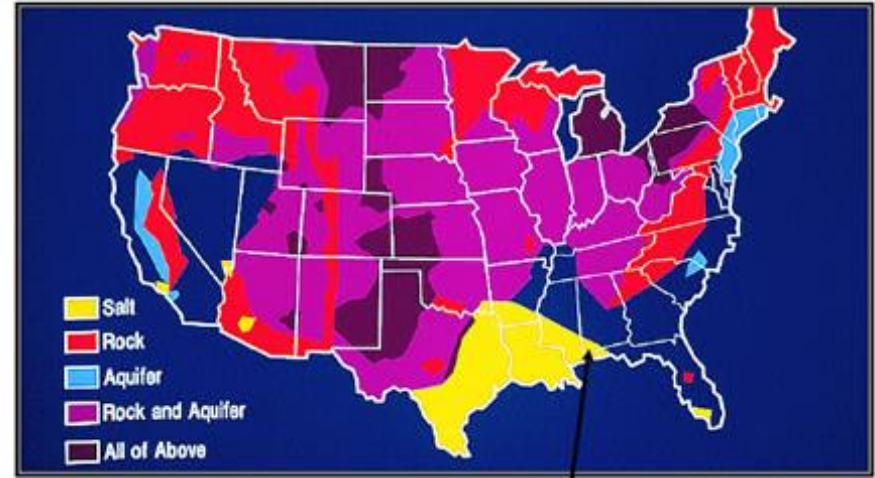 Salt
Rock
Aquifer
Rock and Aquifer
All of Above